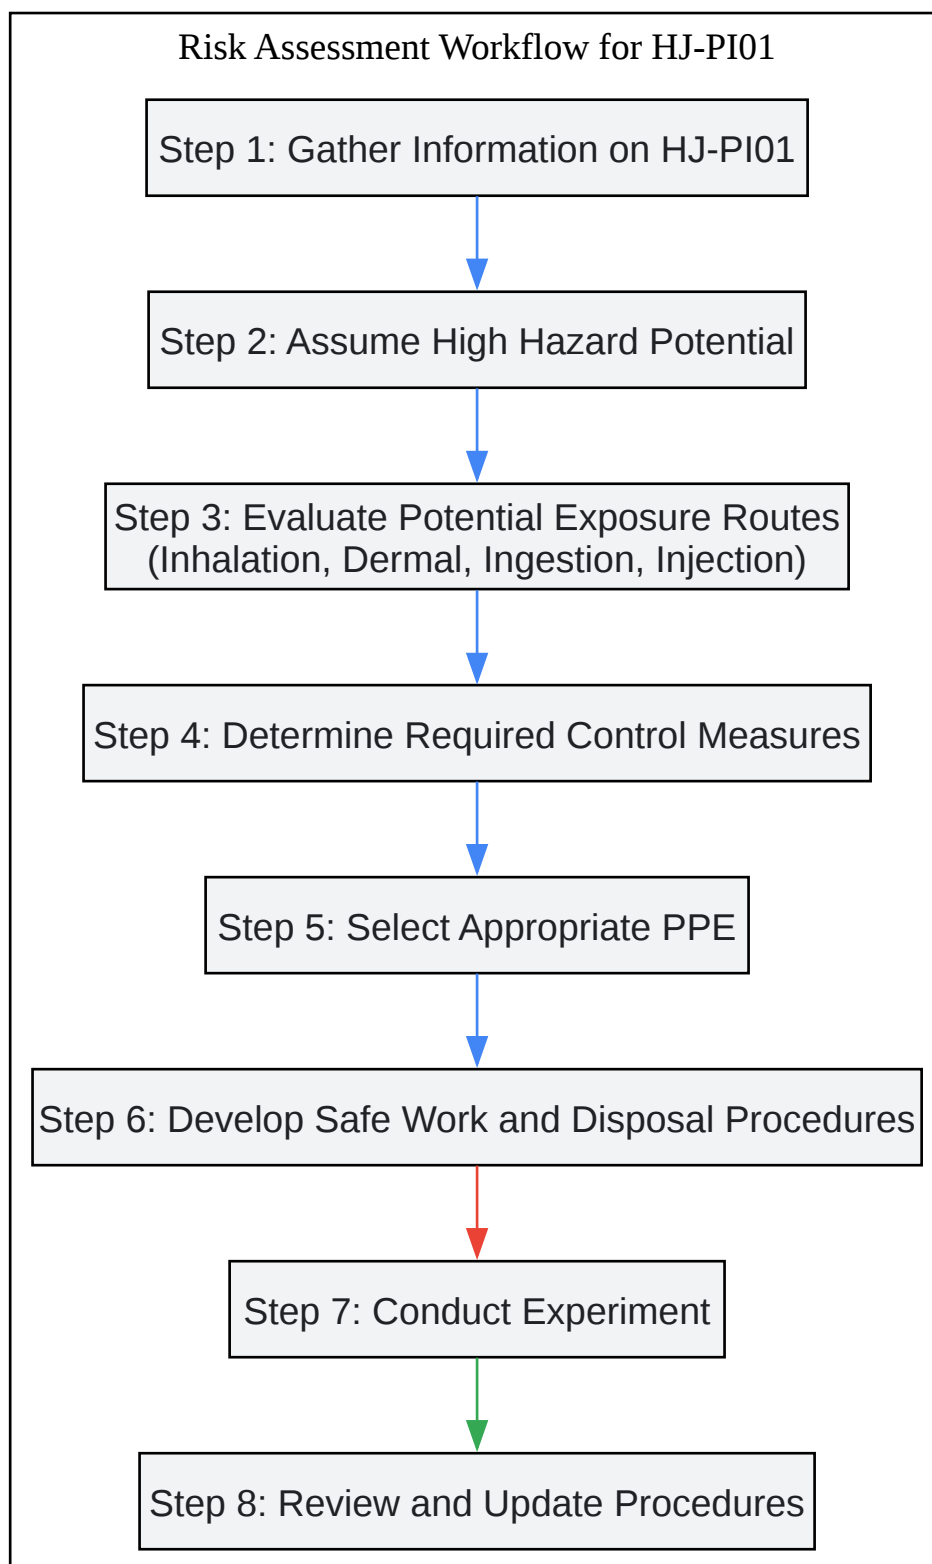 Risk Assessment Workflow for HJ-PI01
Step 1: Gather Information on HJ-PI01
Step 2: Assume High Hazard Potential
Step 3: Evaluate Potential Exposure Routes
(Inhalation, Dermal, Ingestion, Injection)
Step 4: Determine Required Control Measures
Step 5: Select Appropriate PPE
Step 6: Develop Safe Work and Disposal Procedures
Step 7: Conduct Experiment
Step 8: Review and Update Procedures